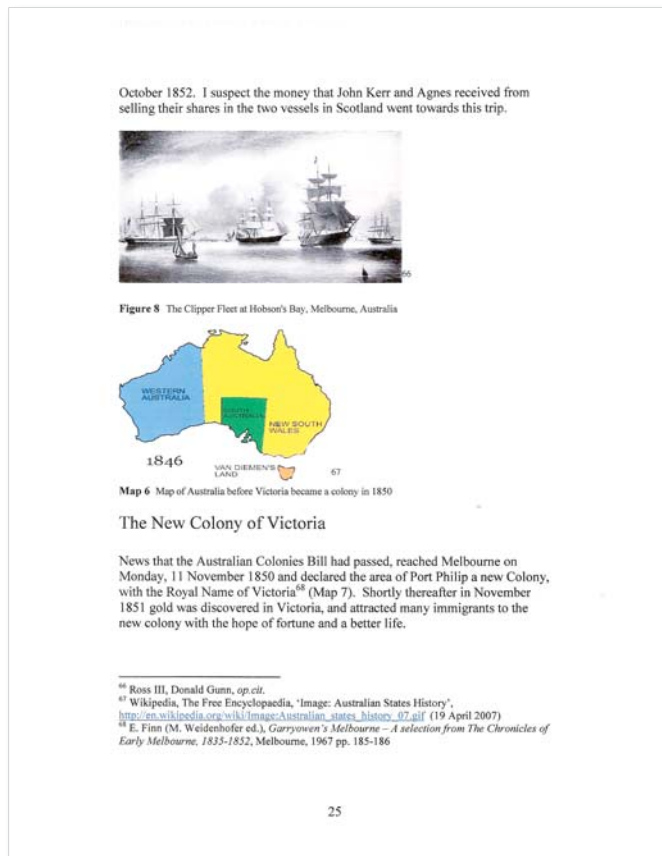 October 1852. I suspect the money that John Kerr and Agnes received from
selling their shares in the two vessels in Scotland went towards this trip.
66
Figure 8 The Clipper Fleet at Hobson's Bay, Melbourne, Australia
WESTERN
AUSTRALIA
SOUTH
AUSTRALIA
NEW SOUTH
WALES
1846
VAN DIEMEN'S
LAND
67
Map 6 Map of Australia before Victoria became a colony in 1850
The New Colony of Victoria
News that the Australian Colonies Bill had passed, reached Melbourne on
Monday, 11 November 1850 and declared the area of Port Philip a new Colony,
with the Royal Name of Victoria68 (Map 7). Shortly thereafter in November
1851 gold was discovered in Victoria, and attracted many immigrants to the
new colony with the hope of fortune and a better life.
66 Ross III, Donald Gunn, op.cit.
67 Wikipedia, The Free Encyclopaedia, 'Image: Australian States History',
http://en.wikipedia.org/wiki/Image:Australian_states_history_07.gif (19 April 2007)
68 E. Finn (M. Weidenhofer ed.), Garryowen's Melbourne – A selection from The Chronicles of
Early Melbourne, 1835-1852, Melbourne, 1967 pp. 185-186
25